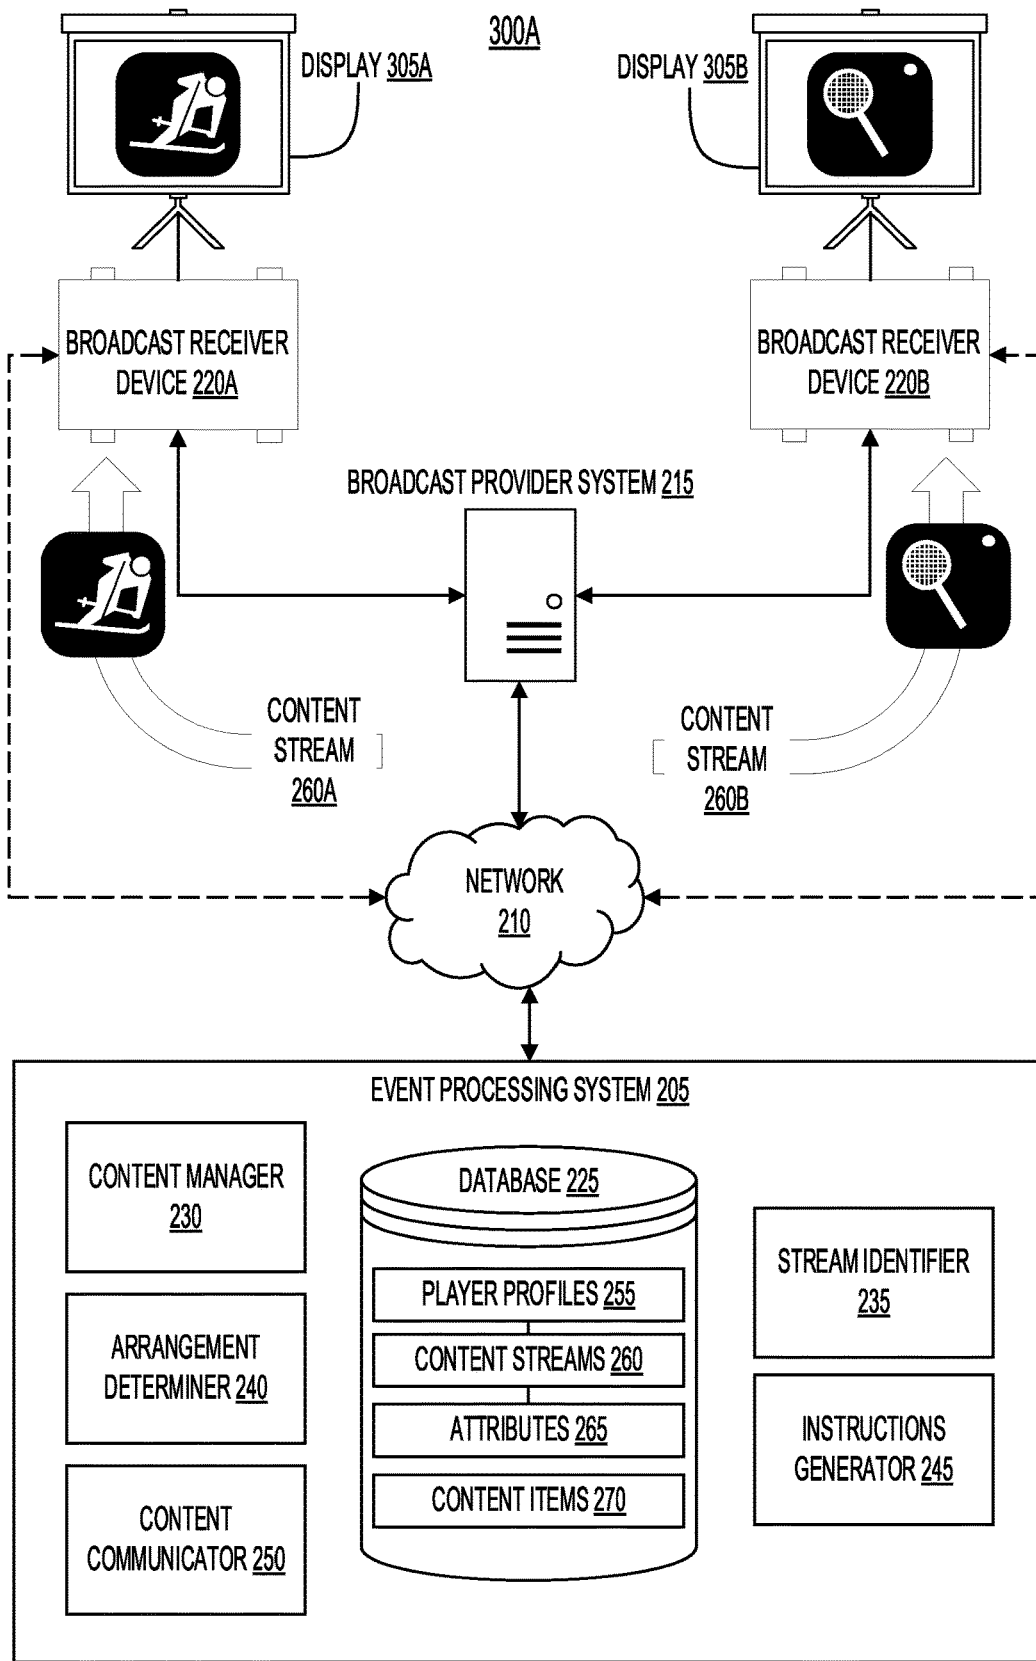 300A
DISPLAY 305A
DISPLAY 305B
BROADCAST RECEIVER
DEVICE 220A
BROADCAST RECEIVER
DEVICE 220B
BROADCAST PROVIDER SYSTEM 215
CONTENT
STREAM
260A
CONTENT
STREAM
260B
NETWORK
210
EVENT PROCESSING SYSTEM 205
CONTENT MANAGER
230
DATABASE 225
STREAM IDENTIFIER
235
PLAYER PROFILES 255
CONTENT STREAMS 260
ATTRIBUTES 265
CONTENT ITEMS 270
ARRANGEMENT
DETERMINER 240
INSTRUCTIONS
GENERATOR 245
CONTENT
COMMUNICATOR 250